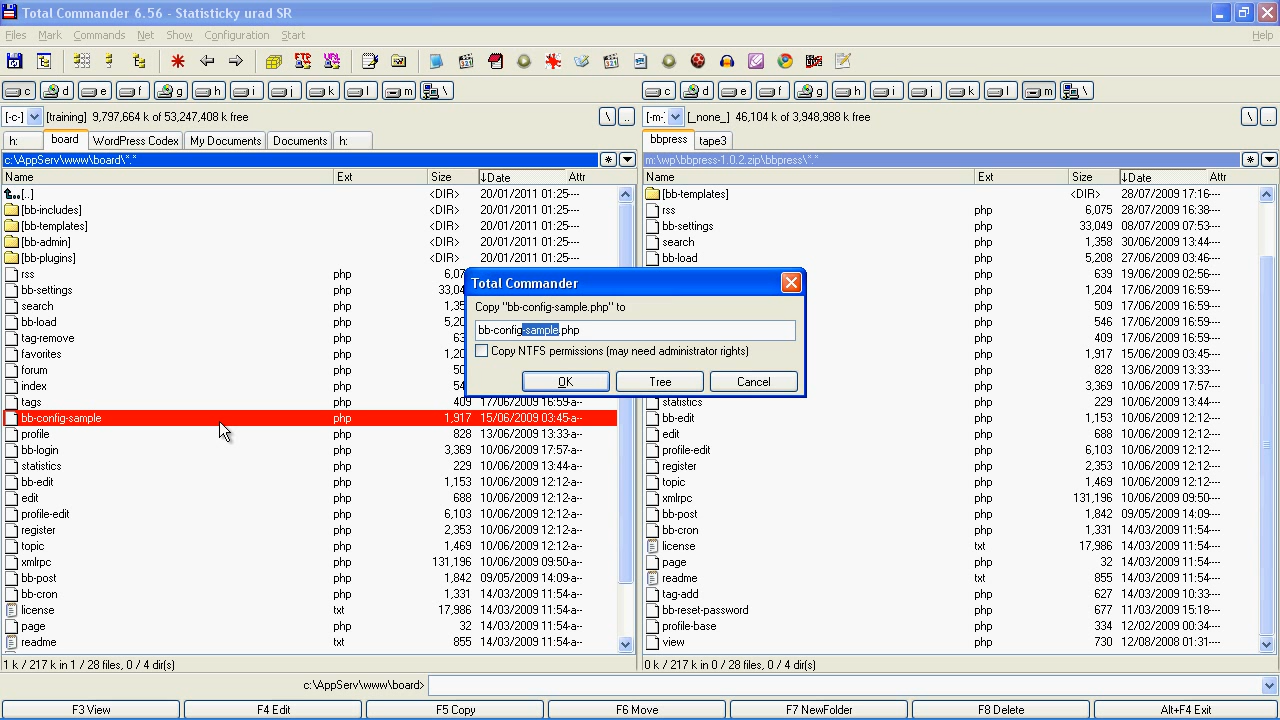 Total Commander 6.56 - Statisticky urad SR
Files Mark Commands Net Show Configuration Start Help
c d e f g h i j k l m \ c d e f g h i j k l m \
[-c-] [training] 9,797,664 k of 53,247,408 k free \ .. [-m-] [_none_] 46,104 k of 3,948,988 k free \ ..
h: board WordPress Codex My Documents Documents h: bbpress tape3
c:\AppServ\www\board\*.* * m:\wp\bbpress-1.0.2.zip\bbpress\*.* *
Name Ext Size ↓Date Attr Name Ext Size ↓Date Attr
[..] <DIR> 20/01/2011 01:25---- [bb-templates] <DIR> 28/07/2009 17:16----
[bb-includes] <DIR> 20/01/2011 01:25---- rss php 6,075 28/07/2009 16:38----
[bb-templates] <DIR> 20/01/2011 01:25---- bb-settings php 33,049 08/07/2009 07:53----
[bb-admin] <DIR> 20/01/2011 01:25---- search php 1,358 30/06/2009 13:44----
[bb-plugins] <DIR> 20/01/2011 01:25---- bb-load php 5,208 27/06/2009 03:46----
rss php 6,07 639 19/06/2009 02:56----
bb-settings php 33,04 1,204 17/06/2009 16:59----
search php 1,35 509 17/06/2009 16:59----
bb-load php 5,20 546 17/06/2009 16:59----
tag-remove php 63 409 17/06/2009 16:59----
favorites php 1,20 1,917 15/06/2009 03:45----
forum php 50 828 13/06/2009 13:33----
index php 54 3,369 10/06/2009 17:57----
tags php 409 17/06/2009 16:59-a-- statistics php 229 10/06/2009 13:44----
bb-config-sample php 1,917 15/06/2009 03:45-a-- bb-edit php 1,153 10/06/2009 12:12----
profile php 828 13/06/2009 13:33-a-- edit php 688 10/06/2009 12:12----
bb-login php 3,369 10/06/2009 17:57-a-- profile-edit php 6,103 10/06/2009 12:12----
statistics php 229 10/06/2009 13:44-a-- register php 2,353 10/06/2009 12:12----
bb-edit php 1,153 10/06/2009 12:12-a-- topic php 1,469 10/06/2009 12:12----
edit php 688 10/06/2009 12:12-a-- xmlrpc php 131,196 10/06/2009 09:50----
profile-edit php 6,103 10/06/2009 12:12-a-- bb-post php 1,842 09/05/2009 14:09----
register php 2,353 10/06/2009 12:12-a-- bb-cron php 1,331 14/03/2009 11:54----
topic php 1,469 10/06/2009 12:12-a-- license txt 17,986 14/03/2009 11:54----
xmlrpc php 131,196 10/06/2009 09:50-a-- page php 32 14/03/2009 11:54----
bb-post php 1,842 09/05/2009 14:09-a-- readme txt 855 14/03/2009 11:54----
bb-cron php 1,331 14/03/2009 11:54-a-- tag-add php 627 14/03/2009 10:33----
license txt 17,986 14/03/2009 11:54-a-- bb-reset-password php 677 11/03/2009 15:18----
page php 32 14/03/2009 11:54-a-- profile-base php 334 12/02/2009 00:34----
readme txt 855 14/03/2009 11:54-a-- view php 730 12/08/2008 01:31----
Total Commander
Copy "bb-config-sample.php" to
bb-config-sample.php
Copy NTFS permissions (may need administrator rights)
OK Tree Cancel
1 k / 217 k in 1 / 28 files, 0 / 4 dir(s) 0 k / 217 k in 0 / 28 files, 0 / 4 dir(s)
c:\AppServ\www\board>
F3 View F4 Edit F5 Copy F6 Move F7 NewFolder F8 Delete Alt+F4 Exit